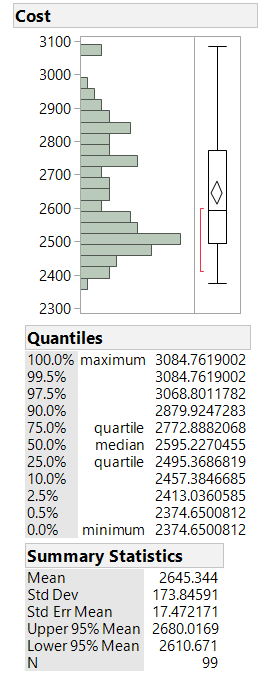 Cost
3100
3000
2900
2800
2700
2600
2500
2400
2300
Quantiles
100.0% maximum 3084.7619002
99.5% 3084.7619002
97.5% 3068.8011782
90.0% 2879.9247283
75.0% quartile 2772.8882068
50.0% median 2595.2270455
25.0% quartile 2495.3686819
10.0% 2457.3846685
2.5% 2413.0360585
0.5% 2374.6500812
0.0% minimum 2374.6500812
Summary Statistics
Mean 2645.344
Std Dev 173.84591
Std Err Mean 17.472171
Upper 95% Mean 2680.0169
Lower 95% Mean 2610.671
N 99